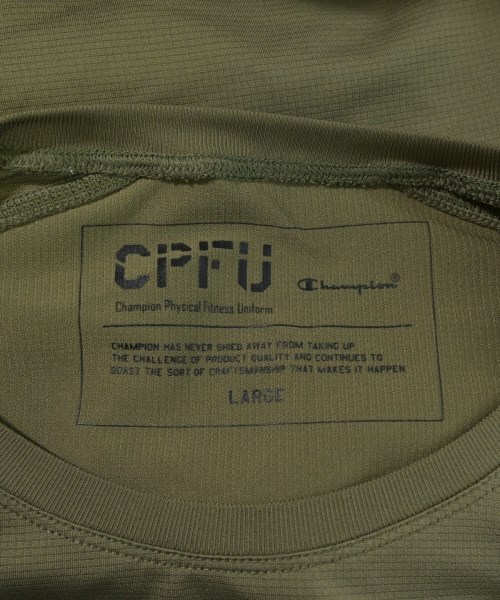 CPFU
Champion®
Champion Physical Fitness Uniform
CHAMPION HAS NEVER SHIED AWAY FROM TAKING UP
THE CHALLENGE OF PRODUCT QUALITY AND CONTINUES TO
BOAST THE SORT OF CRAFTSMANSHIP THAT MAKES IT HAPPEN
LARGE